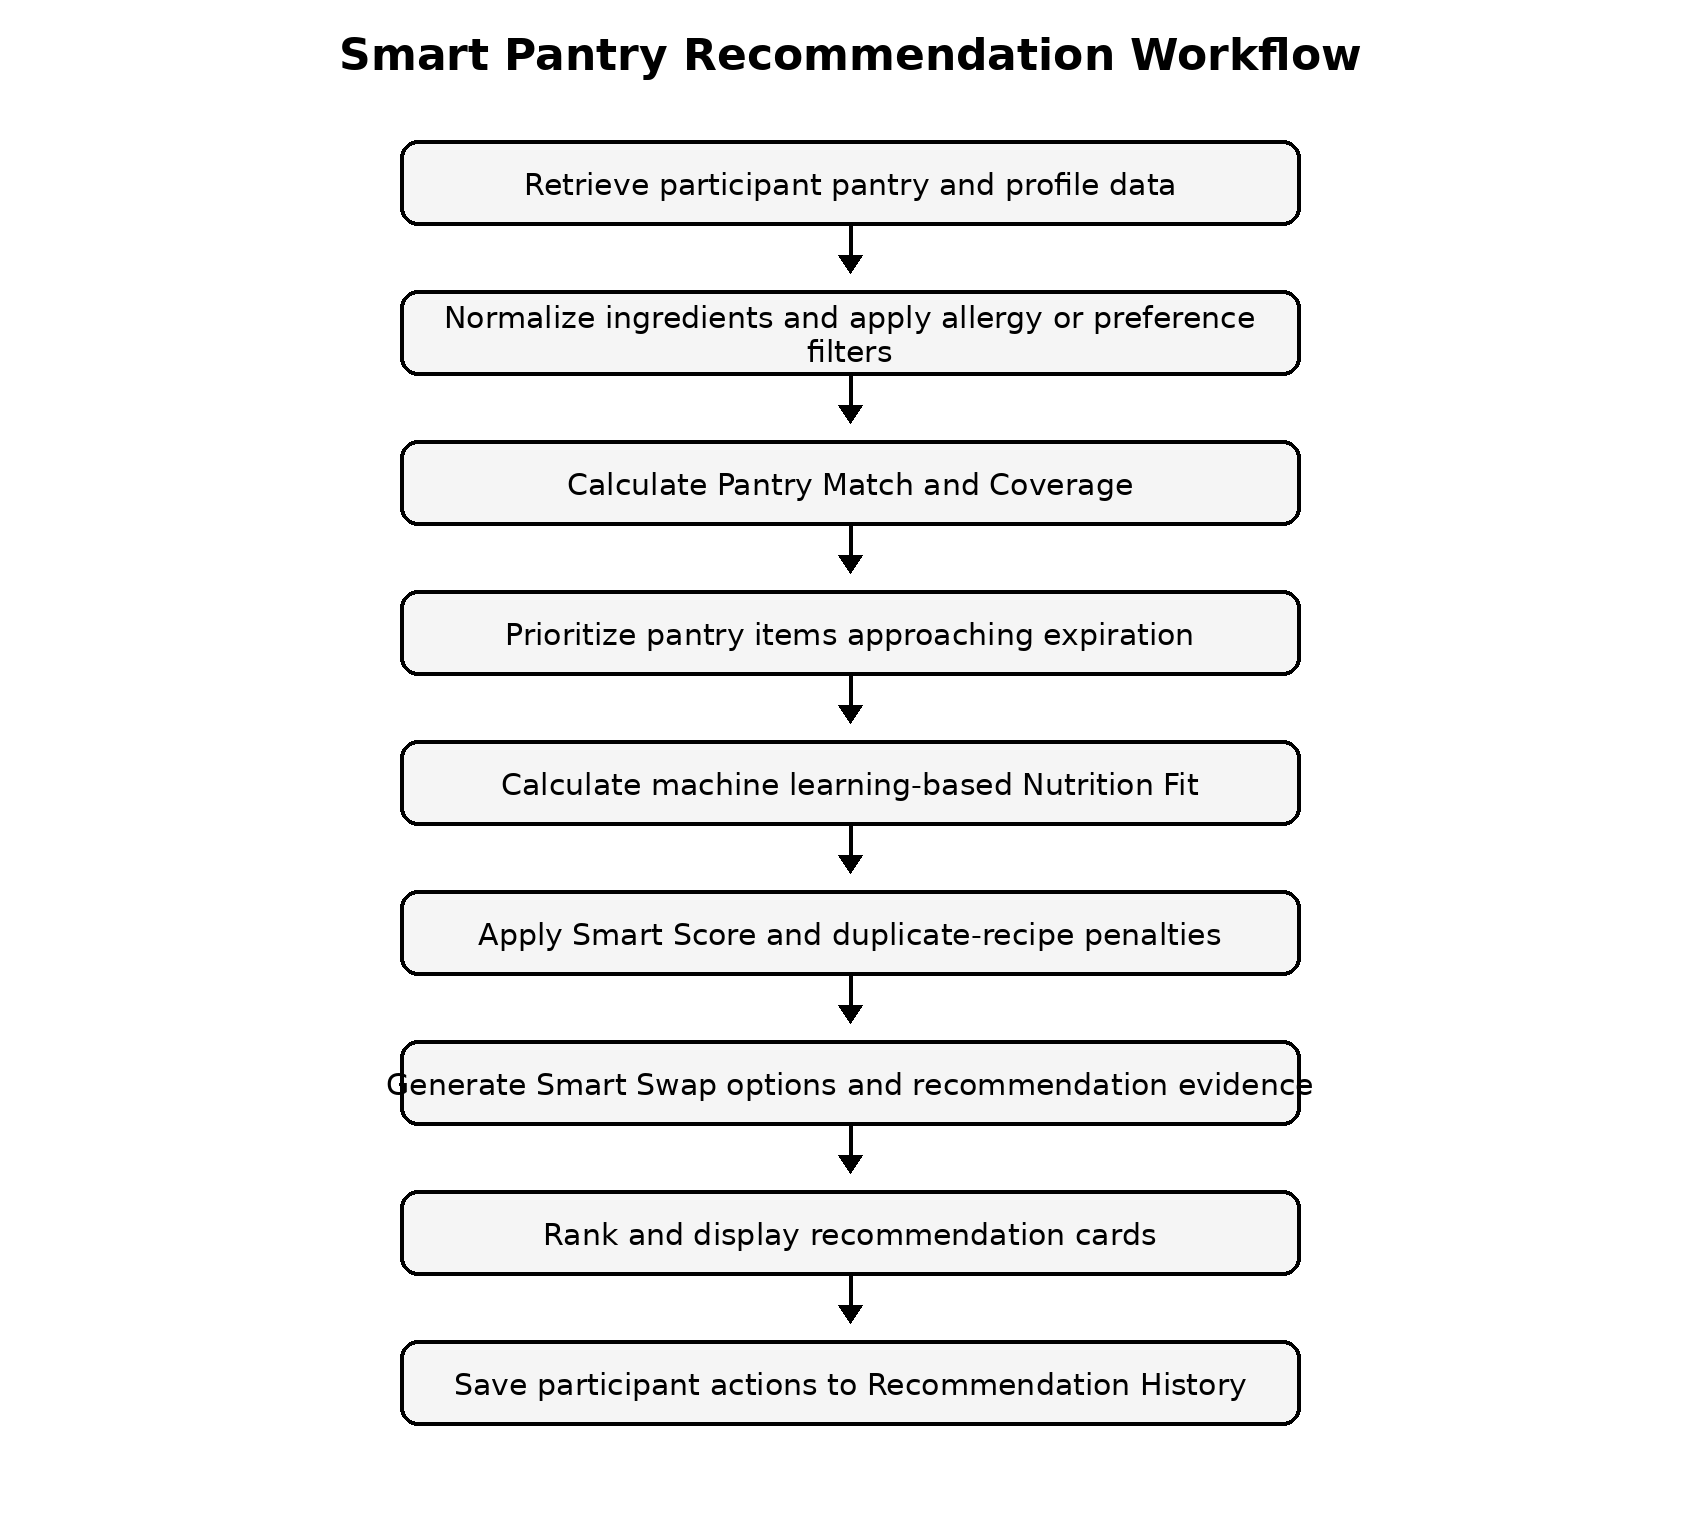 Smart Pantry Recommendation Workflow
Retrieve participant pantry and profile data
Normalize ingredients and apply allergy or preference
filters
Calculate Pantry Match and Coverage
Prioritize pantry items approaching expiration
Calculate machine learning-based Nutrition Fit
Apply Smart Score and duplicate-recipe penalties
Generate Smart Swap options and recommendation evidence
Rank and display recommendation cards
Save participant actions to Recommendation History